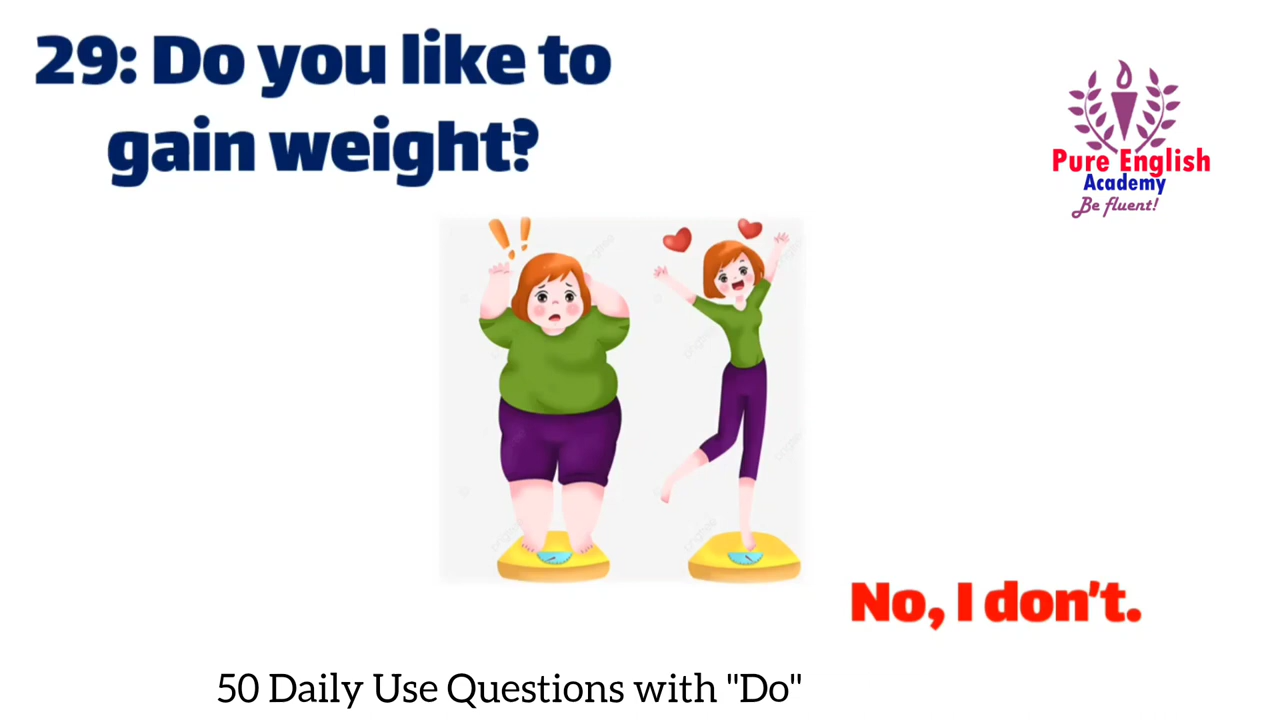 29: Do you like to
gain weight?
Pure English
Academy
Be fluent!
No, I don't.
50 Daily Use Questions with "Do"